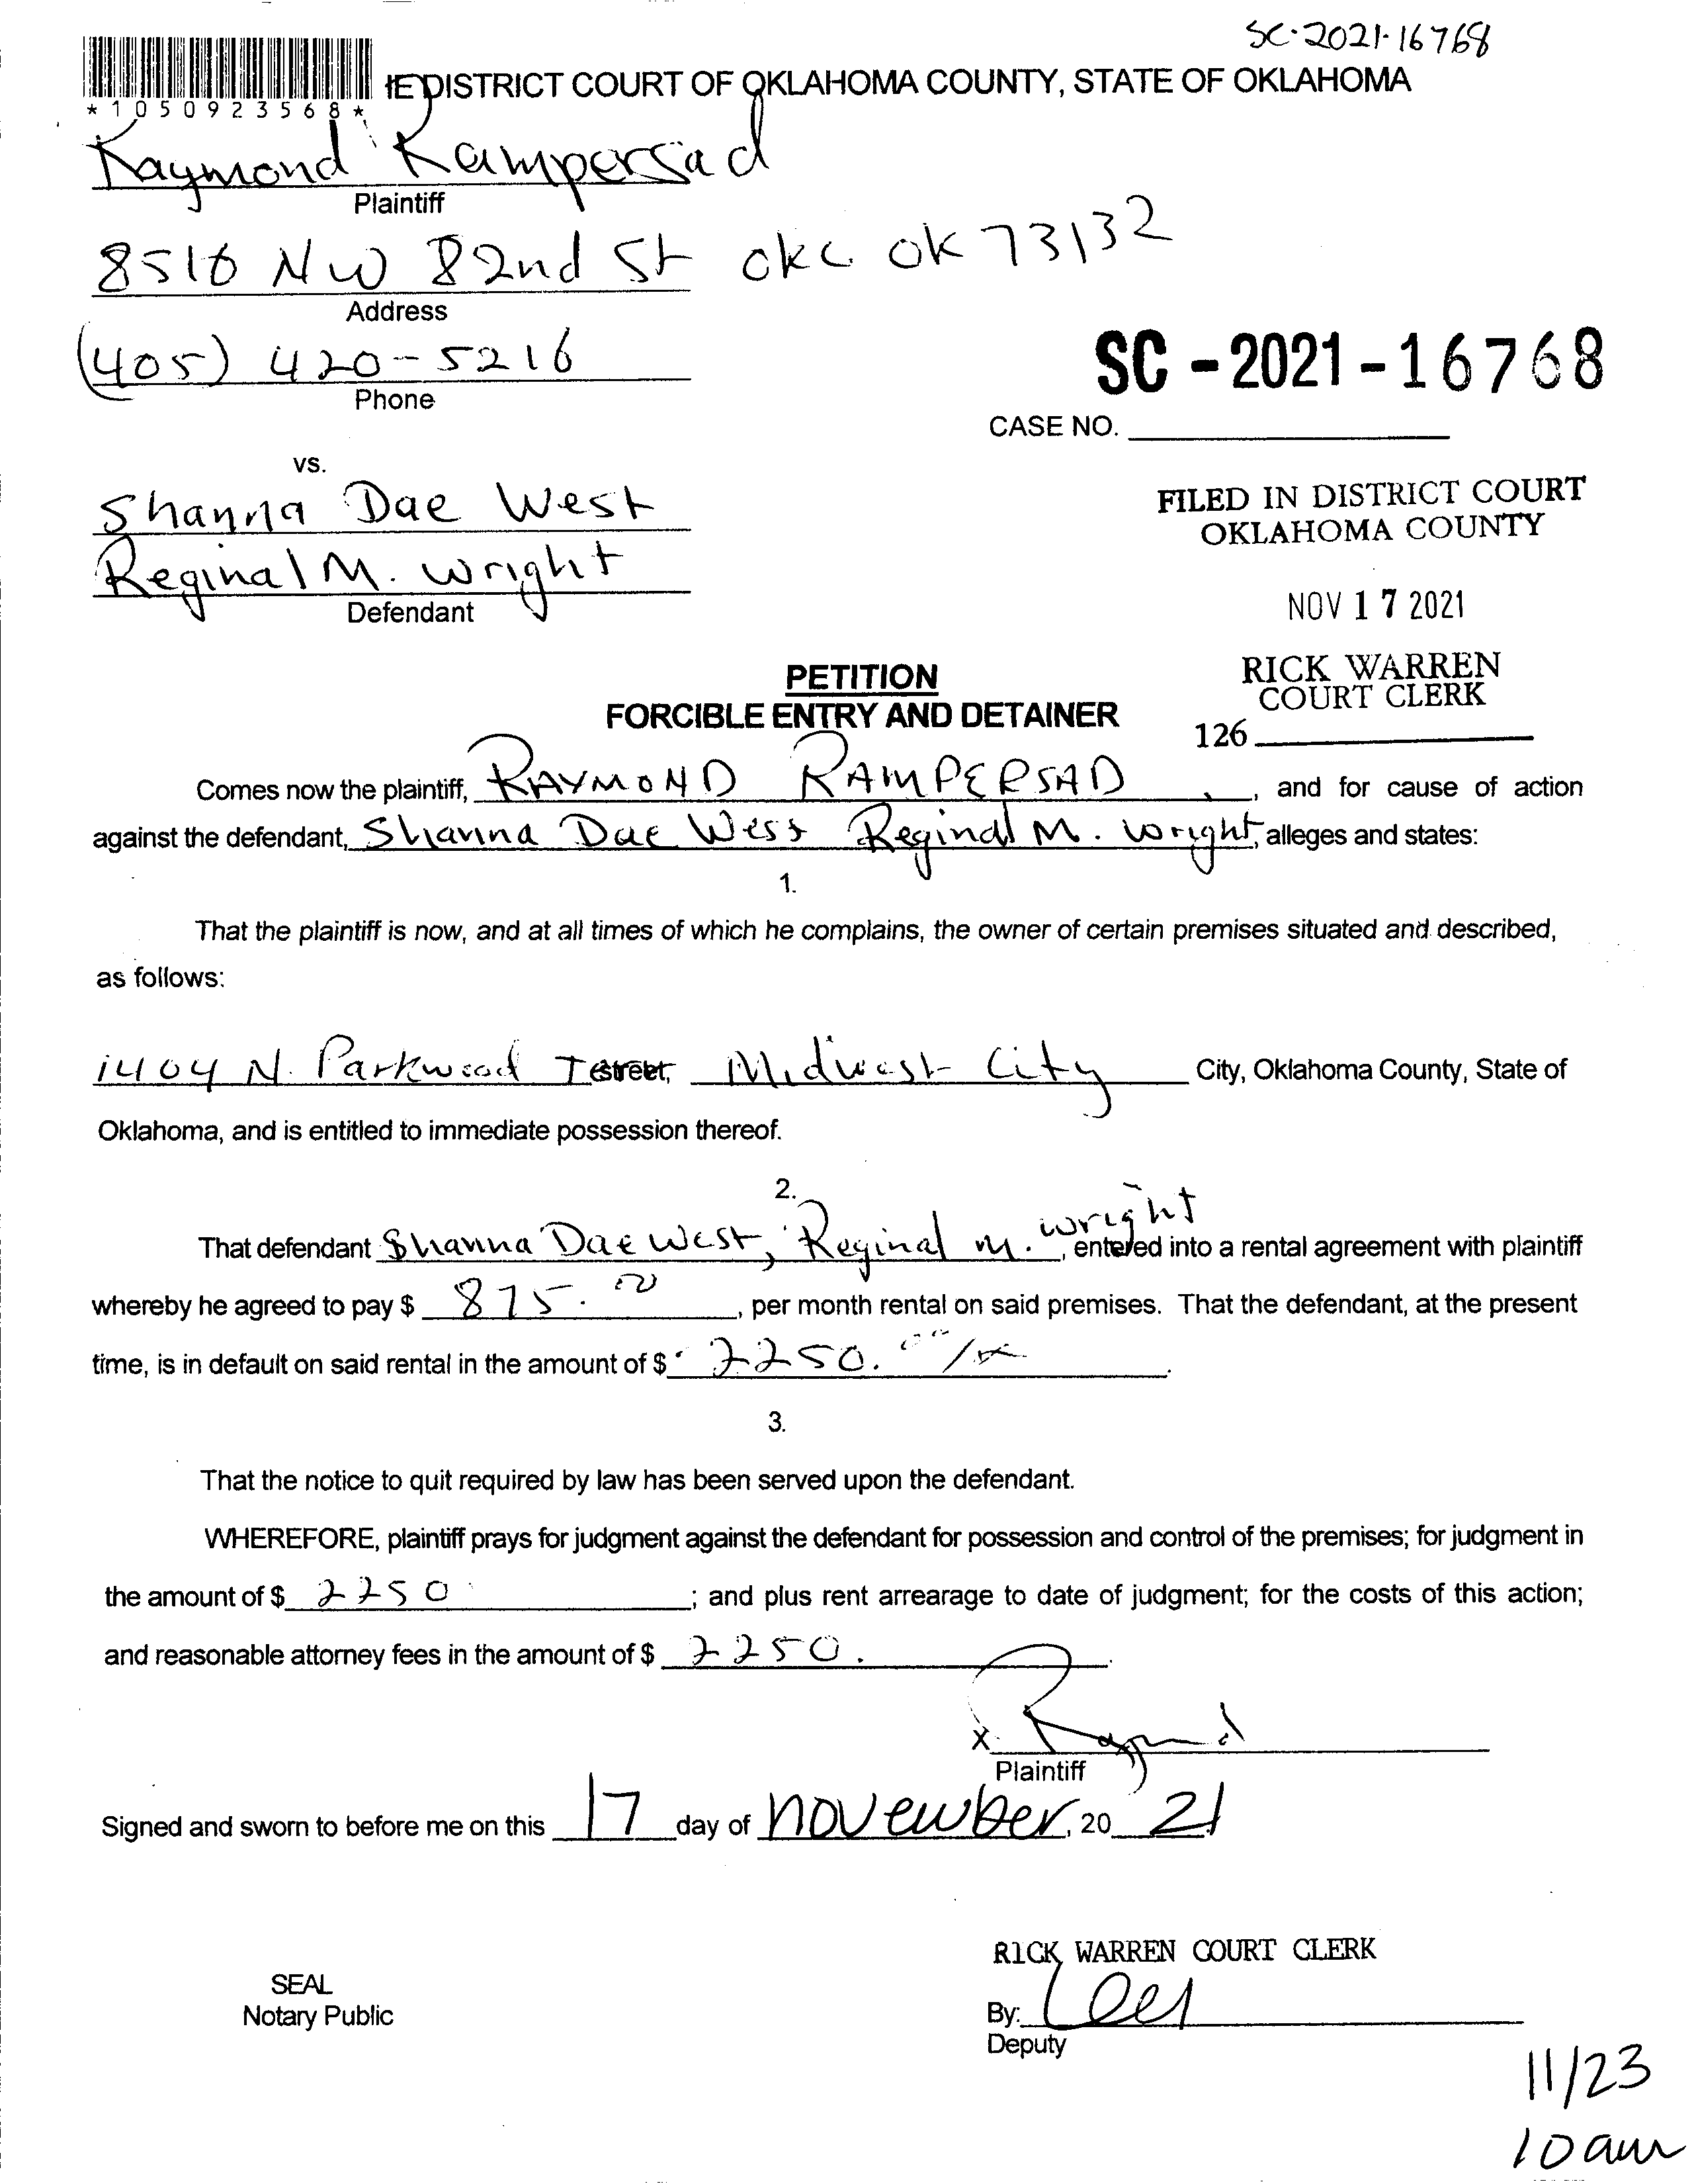 SC-2021-16768
*1050923568*
IE DISTRICT COURT OF OKLAHOMA COUNTY, STATE OF OKLAHOMA
Raymond Rampersad
Plaintiff
8516 NW 82nd St okc ok 73132
Address
(405) 420-5216
Phone
SC - 2021 - 16768
CASE NO.
vs.
Shanna Dae West
Reginal M. Wright
Defendant
FILED IN DISTRICT COURT
OKLAHOMA COUNTY
NOV 17 2021
RICK WARREN
COURT CLERK
126
PETITION
FORCIBLE ENTRY AND DETAINER
Comes now the plaintiff, RAYMOND RAMPERSAD, and for cause of action
against the defendant, Shanna Dae West Reginal M. Wright, alleges and states:
1.
That the plaintiff is now, and at all times of which he complains, the owner of certain premises situated and described,
as follows:
1404 N. Parkwood Street, Midwest City City, Oklahoma County, State of
Oklahoma, and is entitled to immediate possession thereof.
2.
That defendant Shanna Dae West, Reginal M. Wright, entered into a rental agreement with plaintiff
whereby he agreed to pay $ 875.00, per month rental on said premises. That the defendant, at the present
time, is in default on said rental in the amount of $ 2250.00.
3.
That the notice to quit required by law has been served upon the defendant.
WHEREFORE, plaintiff prays for judgment against the defendant for possession and control of the premises; for judgment in
the amount of $ 2250; and plus rent arrearage to date of judgment; for the costs of this action;
and reasonable attorney fees in the amount of $ 2250.
X
Plaintiff
Signed and sworn to before me on this 17 day of november, 20 21
RICK WARREN COURT CLERK
SEAL
Notary Public
By:
Deputy
11/23
10am